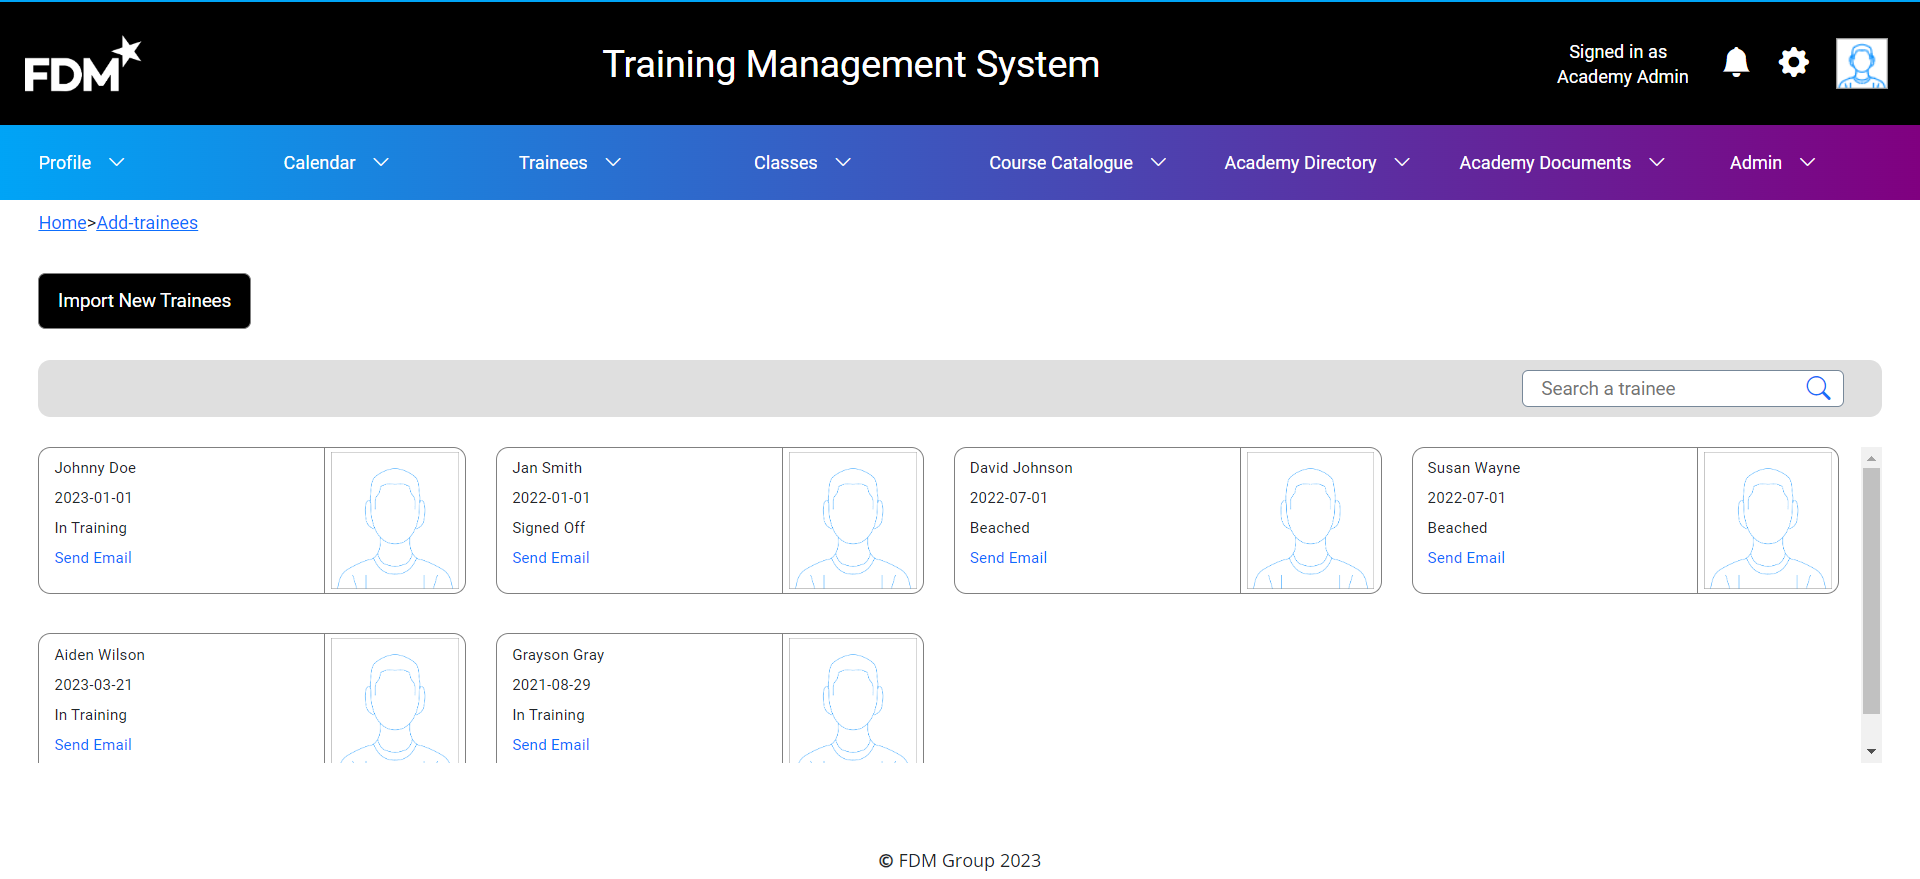 FDM
Training Management System
Signed in as
Academy Admin
Profile
Calendar
Trainees
Classes
Course Catalogue
Academy Directory
Academy Documents
Admin
Home>Add-trainees
Import New Trainees
Search a trainee
Johnny Doe
2023-01-01
In Training
Send Email
Jan Smith
2022-01-01
Signed Off
Send Email
David Johnson
2022-07-01
Beached
Send Email
Susan Wayne
2022-07-01
Beached
Send Email
Aiden Wilson
2023-03-21
In Training
Send Email
Grayson Gray
2021-08-29
In Training
Send Email
© FDM Group 2023